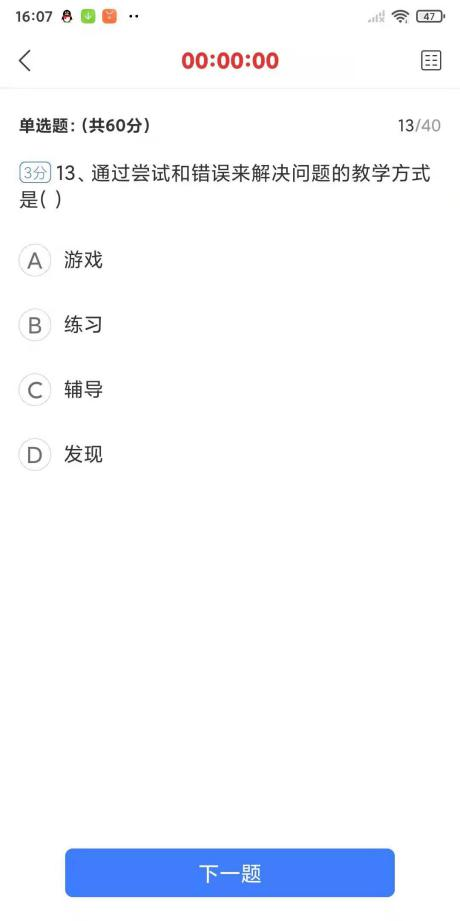 16:07
47
00:00:00
单选题：（共60分）
13/40
3分 13、通过尝试和错误来解决问题的教学方式
是( )
A 游戏
B 练习
C 辅导
D 发现
下一题